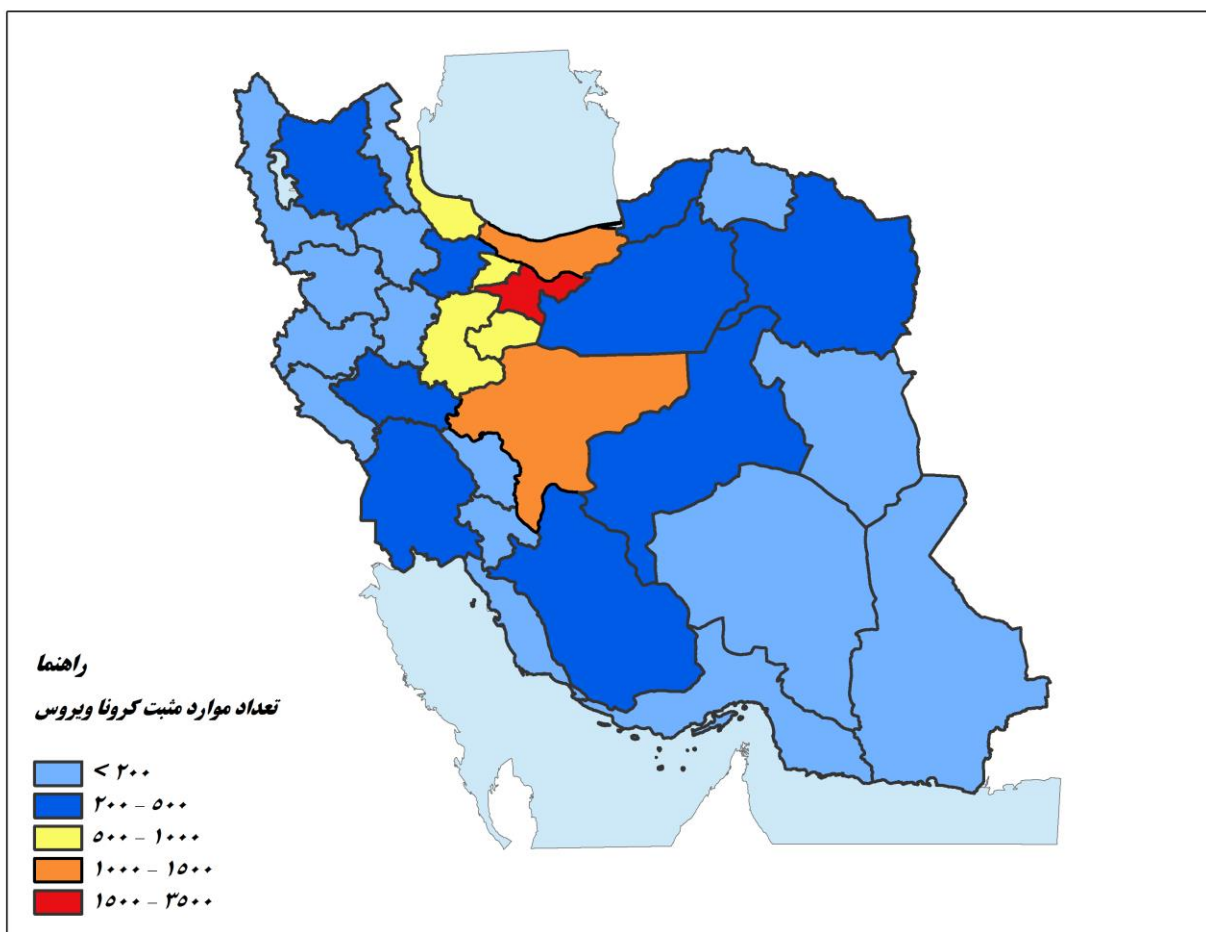 راهنما
تعداد موارد مثبت کرونا ویروس
< ۲۰۰
۲۰۰ – ۵۰۰
۵۰۰ – ۱۰۰۰
۱۰۰۰ – ۱۵۰۰
۱۵۰۰ – ۳۵۰۰